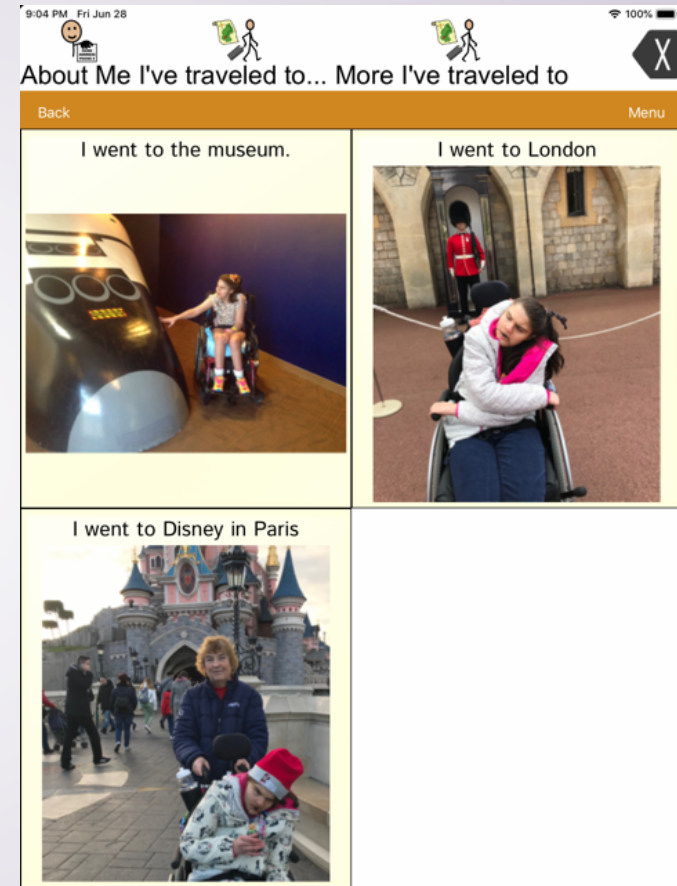 9:04 PM Fri Jun 28
100%
About Me I've traveled to... More I've traveled to
X
Back
Menu
I went to the museum.
I went to London
I went to Disney in Paris